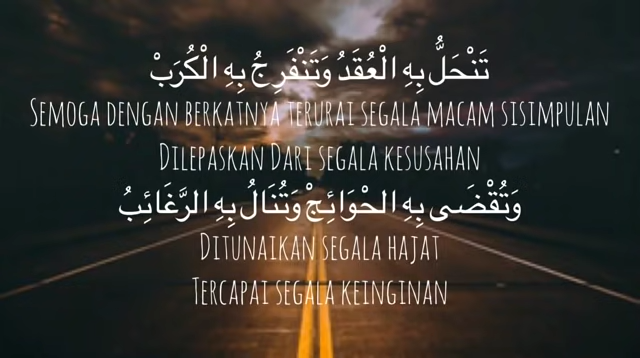 تَنْحَلُّ بِهِ الْعُقَدُ وَتَنْفَرِجُ بِهِ الْكُرَبْ
SEMOGA DENGAN BERKATNYA TERURAI SEGALA MACAM SISIMPULAN
DILEPASKAN DARI SEGALA KESUSAHAN
وَتُقْضَى بِهِ الحْوَائِجْ وَتُنَالُ بِهِ الرَّغَائِبُ
DITUNAIKAN SEGALA HAJAT
TERCAPAI SEGALA KEINGINAN